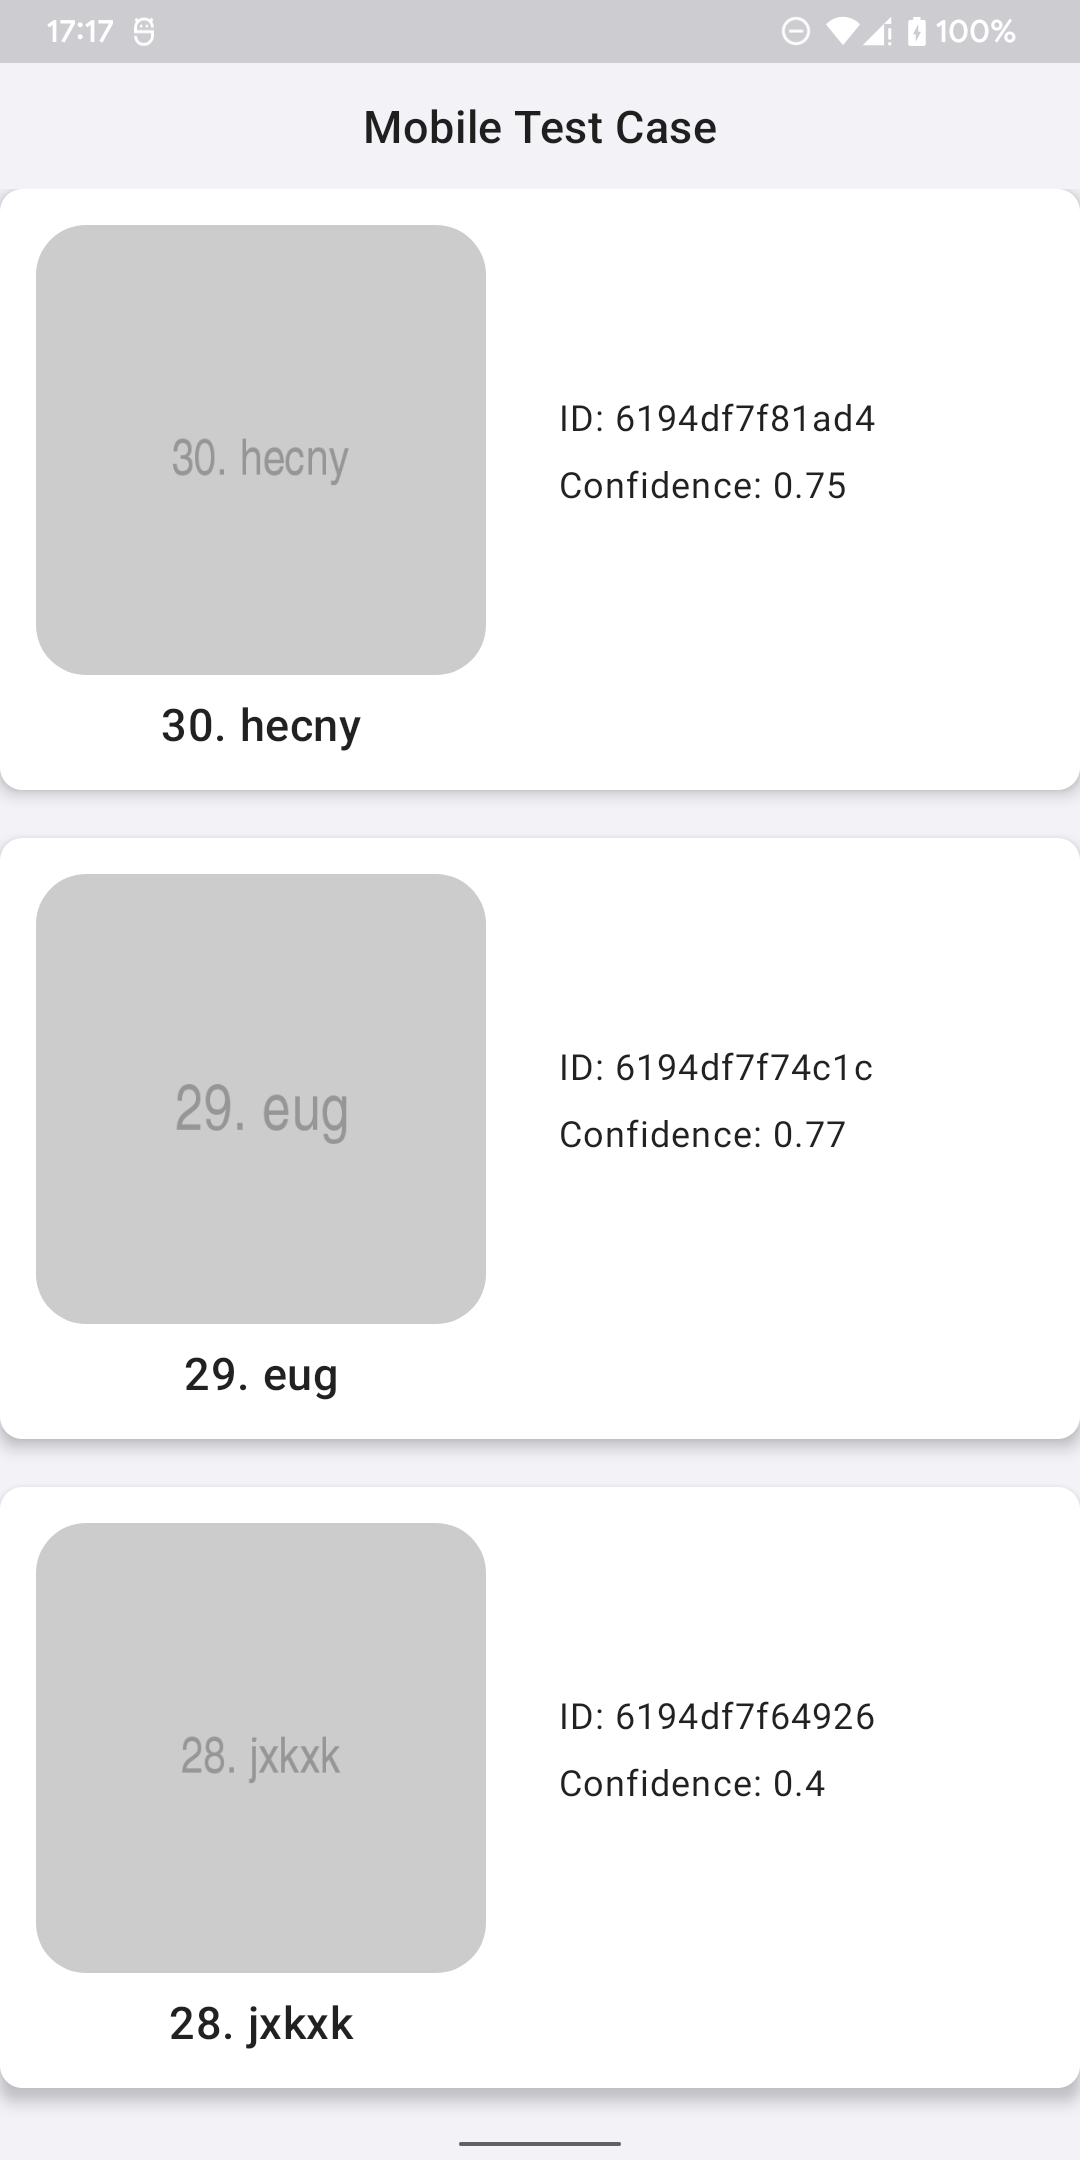 17:17
100%
Mobile Test Case
30. hecny
ID: 6194df7f81ad4
Confidence: 0.75
30. hecny
29. eug
ID: 6194df7f74c1c
Confidence: 0.77
29. eug
28. jxkxk
ID: 6194df7f64926
Confidence: 0.4
28. jxkxk